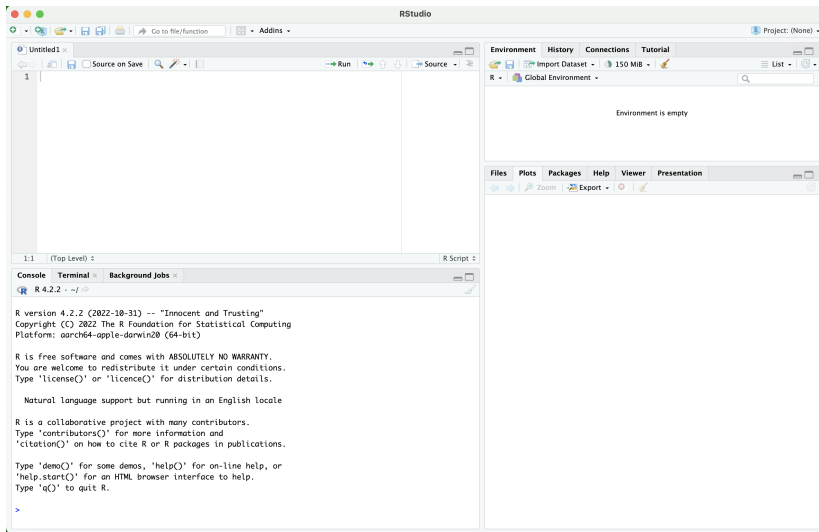 RStudio
Go to file/function
Addins
Project: (None)
Untitled1
Source on Save
Run
Source
1
1:1
(Top Level)
R Script
Console Terminal Background Jobs
R 4.2.2 · ~/
R version 4.2.2 (2022-10-31) -- "Innocent and Trusting"
Copyright (C) 2022 The R Foundation for Statistical Computing
Platform: aarch64-apple-darwin20 (64-bit)
R is free software and comes with ABSOLUTELY NO WARRANTY.
You are welcome to redistribute it under certain conditions.
Type 'license()' or 'licence()' for distribution details.
Natural language support but running in an English locale
R is a collaborative project with many contributors.
Type 'contributors()' for more information and
'citation()' on how to cite R or R packages in publications.
Type 'demo()' for some demos, 'help()' for on-line help, or
'help.start()' for an HTML browser interface to help.
Type 'q()' to quit R.
>
Environment History Connections Tutorial
Import Dataset
150 MiB
List
R
Global Environment
Environment is empty
Files Plots Packages Help Viewer Presentation
Zoom
Export